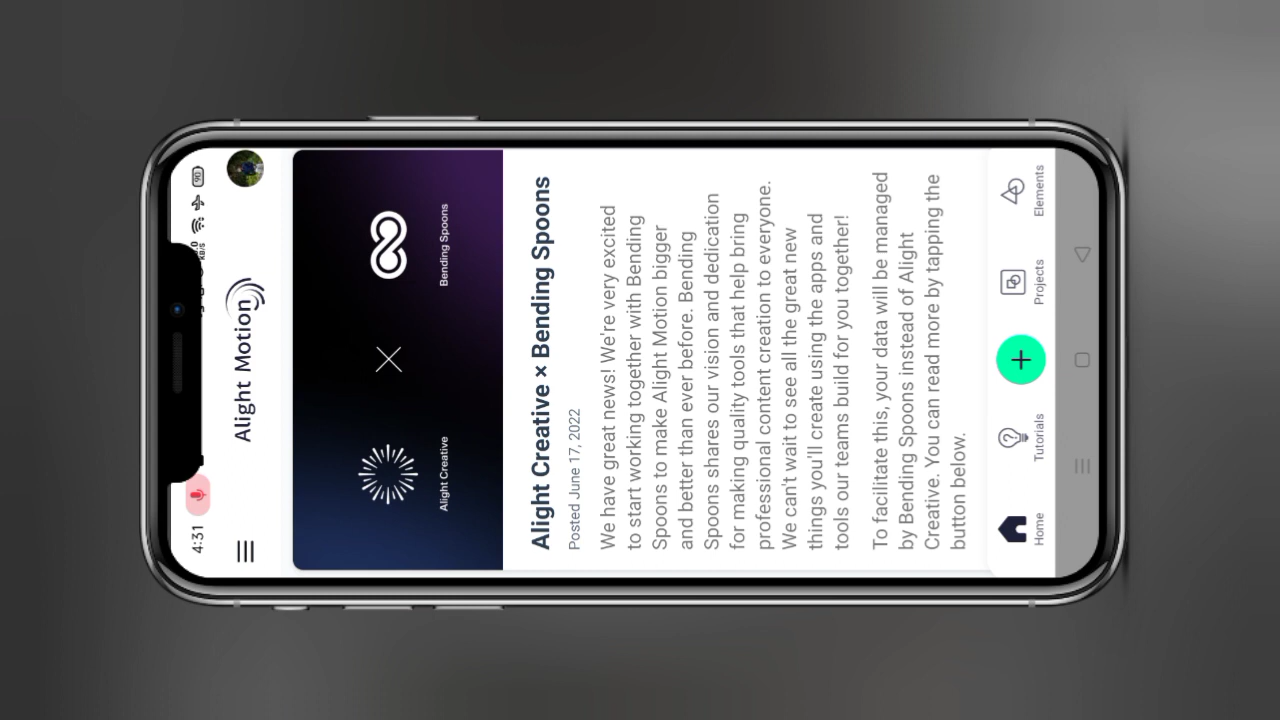 4:31
90
KB/S
Alight Motion
Alight Creative
Bending Spoons
Alight Creative × Bending Spoons
Posted June 17, 2022
We have great news! We're very excited
to start working together with Bending
Spoons to make Alight Motion bigger
and better than ever before. Bending
Spoons shares our vision and dedication
for making quality tools that help bring
professional content creation to everyone.
We can't wait to see all the great new
things you'll create using the apps and
tools our teams build for you together!
To facilitate this, your data will be managed
by Bending Spoons instead of Alight
Creative. You can read more by tapping the
button below.
Home
Tutorials
Projects
Elements